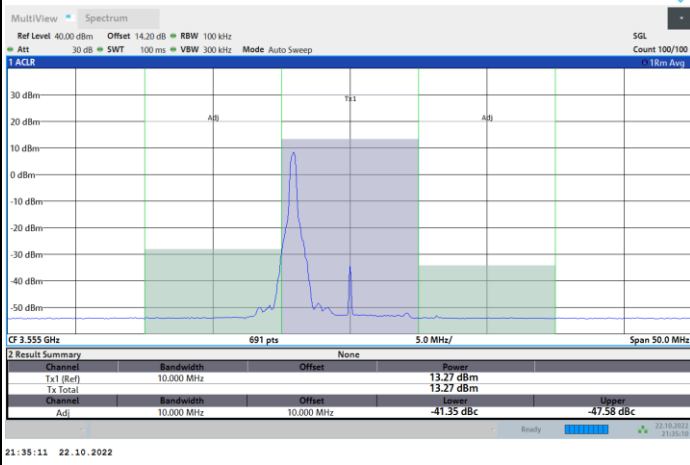 MultiView Spectrum
Ref Level 40.00 dBm Offset 14.20 dB RBW 100 kHz SGL
Att 30 dB SWT 100 ms VBW 300 kHz Mode Auto Sweep Count 100/100
1 ACLR 1Rm Avg
30 dBm
Tx1
20 dBm
Adj Adj
10 dBm
0 dBm
-10 dBm
-20 dBm
-30 dBm
-40 dBm
-50 dBm
CF 3.555 GHz 691 pts 5.0 MHz/ Span 50.0 MHz
2 Result Summary None
Channel Bandwidth Offset Power
Tx1 (Ref) 10.000 MHz 13.27 dBm
Tx Total 13.27 dBm
Channel Bandwidth Offset Lower Upper
Adj 10.000 MHz 10.000 MHz -41.35 dBc -47.58 dBc
Ready 22.10.2022
21:35:10
21:35:11 22.10.2022